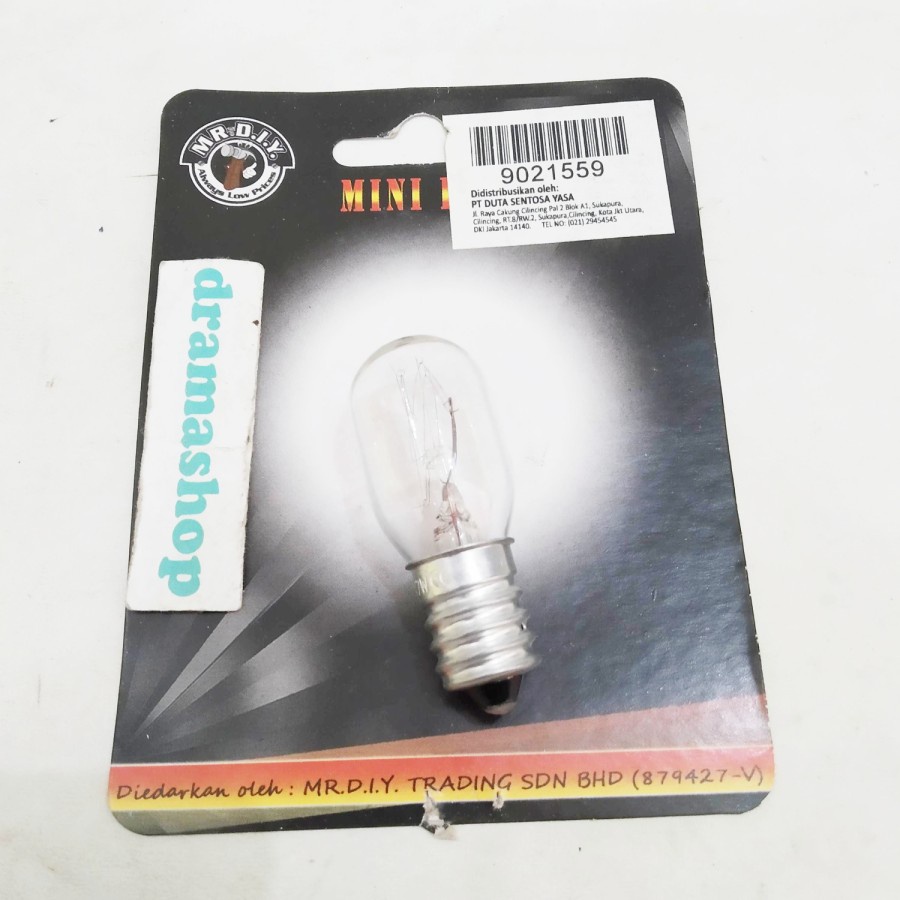 MR. D.I.Y.
Always Low Prices
MINI
9021559
Didistribusikan oleh:
PT DUTA SENTOSA YASA
Jl. Raya Cakung Cilincing Pal 2 Blok A1, Sukapura,
Cilincing, RT.8/RW.2, Sukapura,Cilincing, Kota Jkt Utara,
DKI Jakarta 14140. TEL NO: (021) 29454545
dramashop
Diedarkan oleh : MR.D.I.Y. TRADING SDN BHD (879427-V)